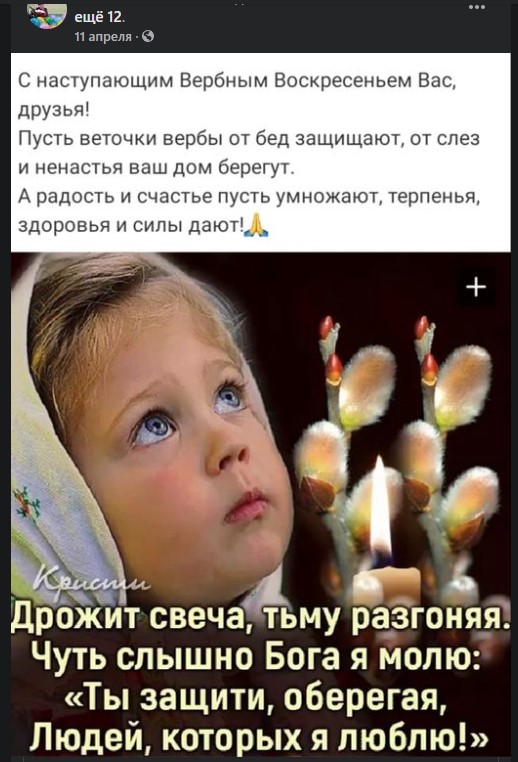 ещё 12.
11 апреля ·
С наступающим Вербным Воскресеньем Вас,
друзья!
Пусть веточки вербы от бед защищают, от слез
и ненастья ваш дом берегут.
А радость и счастье пусть умножают, терпенья,
здоровья и силы дают!🙏
Кристи
Дрожит свеча, тьму разгоняя.
Чуть слышно Бога я молю:
«Ты защити, оберегая,
Людей, которых я люблю!»